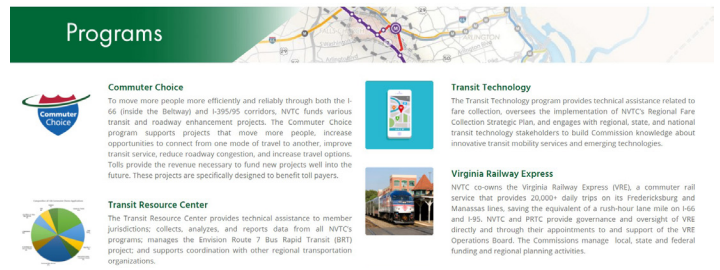 Programs
ARLINGTON
Commuter Choice
To move more people more efficiently and reliably through both the I-
66 (inside the Beltway) and I-395/95 corridors, NVTC funds various
transit and roadway enhancement projects. The Commuter Choice
program supports projects that move more people, increase
opportunities to connect from one mode of travel to another, improve
transit service, reduce roadway congestion, and increase travel options.
Tolls provide the revenue necessary to fund new projects well into the
future. These projects are specifically designed to benefit toll payers.
Commuter
Choice
Transit Resource Center
The Transit Resource Center provides technical assistance to member
jurisdictions; collects, analyzes, and reports data from all NVTC's
programs; manages the Envision Route 7 Bus Rapid Transit (BRT)
project; and supports coordination with other regional transportation
organizations.
Transit Technology
The Transit Technology program provides technical assistance related to
fare collection, oversees the implementation of NVTC's Regional Fare
Collection Strategic Plan, and engages with regional, state, and national
transit technology stakeholders to build Commission knowledge about
innovative transit mobility services and emerging technologies.
Virginia Railway Express
NVTC co-owns the Virginia Railway Express (VRE), a commuter rail
service that provides 20,000+ daily trips on its Fredericksburg and
Manassas lines, saving the equivalent of a rush-hour lane mile on I-66
and I-95. NVTC and PRTC provide governance and oversight of VRE
directly and through their appointments to and support of the VRE
Operations Board. The Commissions manage local, state and federal
funding and regional planning activities.